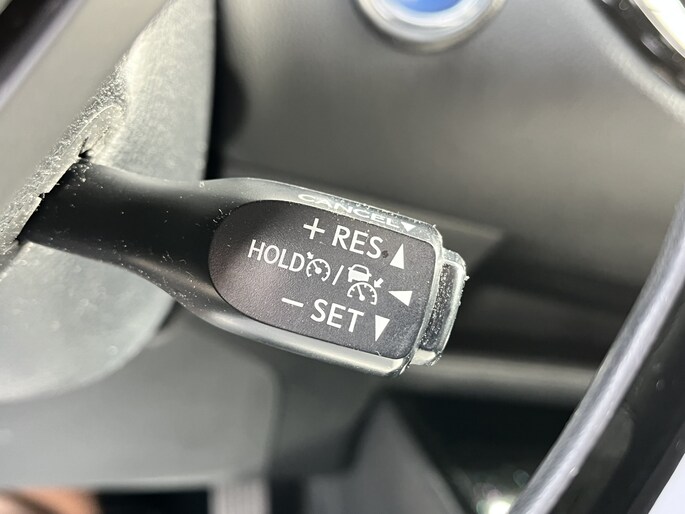 CANCEL▼
+ RES▲
HOLD /
− SET▼